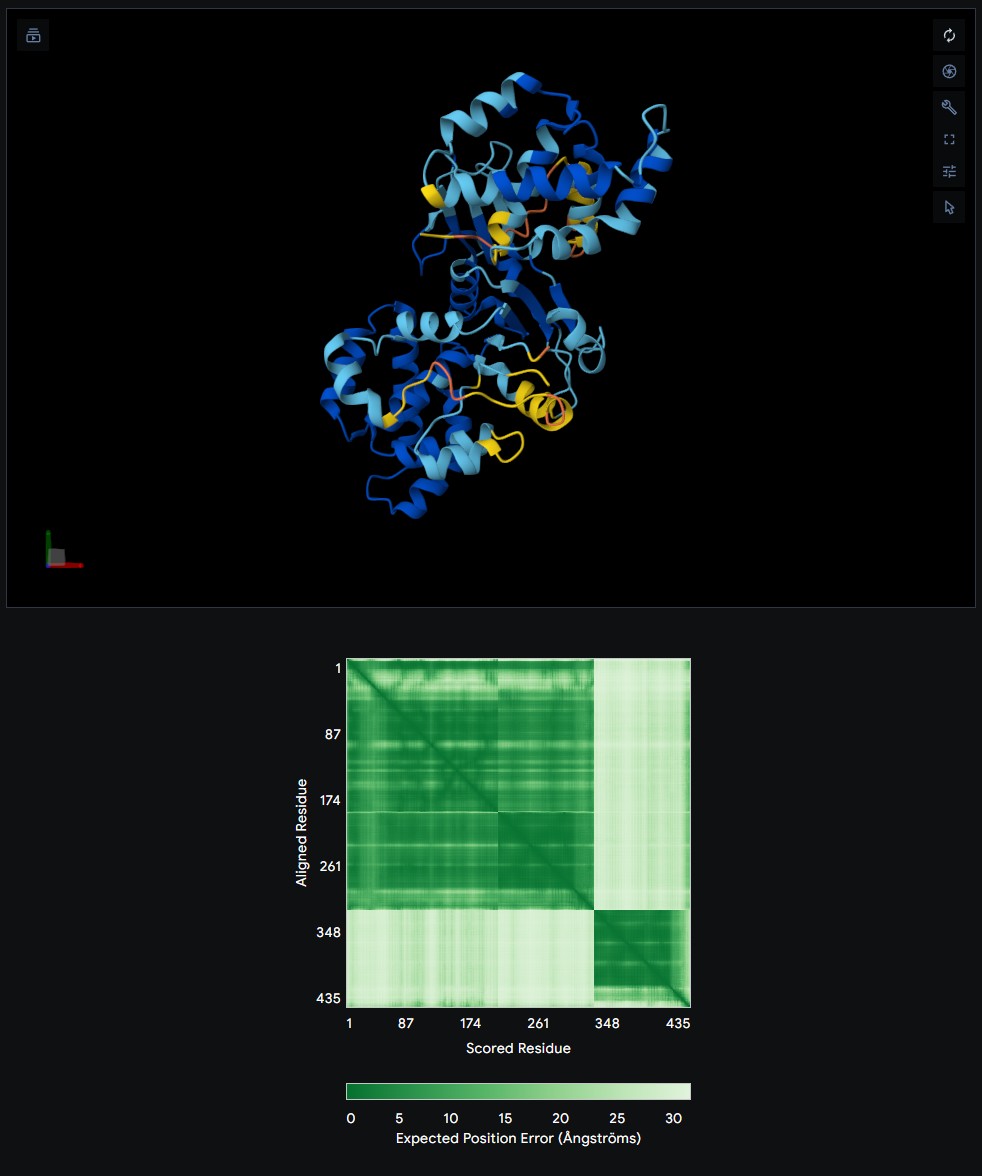 1
87
174
261
348
435
Aligned Residue
1 87 174 261 348 435
Scored Residue
0 5 10 15 20 25 30
Expected Position Error (Ångströms)